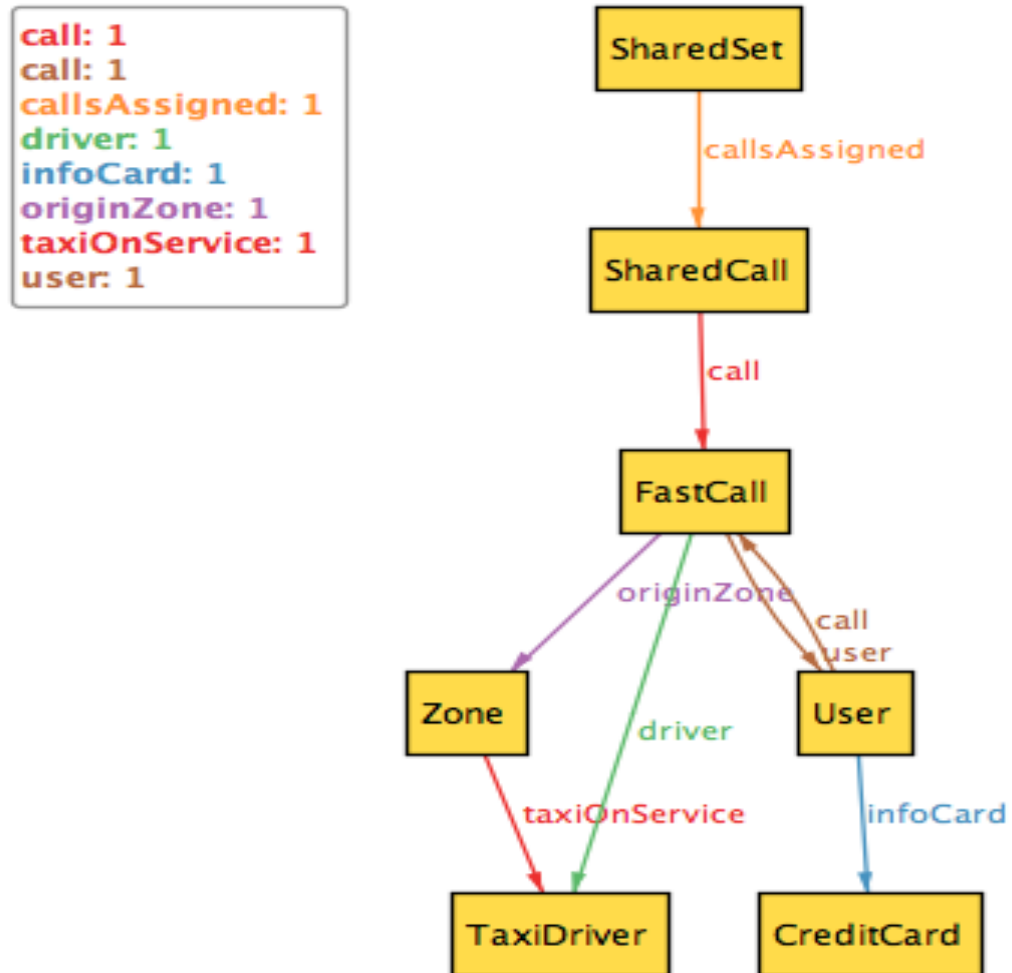 call: 1
call: 1
callsAssigned: 1
driver: 1
infoCard: 1
originZone: 1
taxiOnService: 1
user: 1
SharedSet
callsAssigned
SharedCall
call
FastCall
originZone
call
user
Zone
driver
User
taxiOnService
infoCard
TaxiDriver
CreditCard